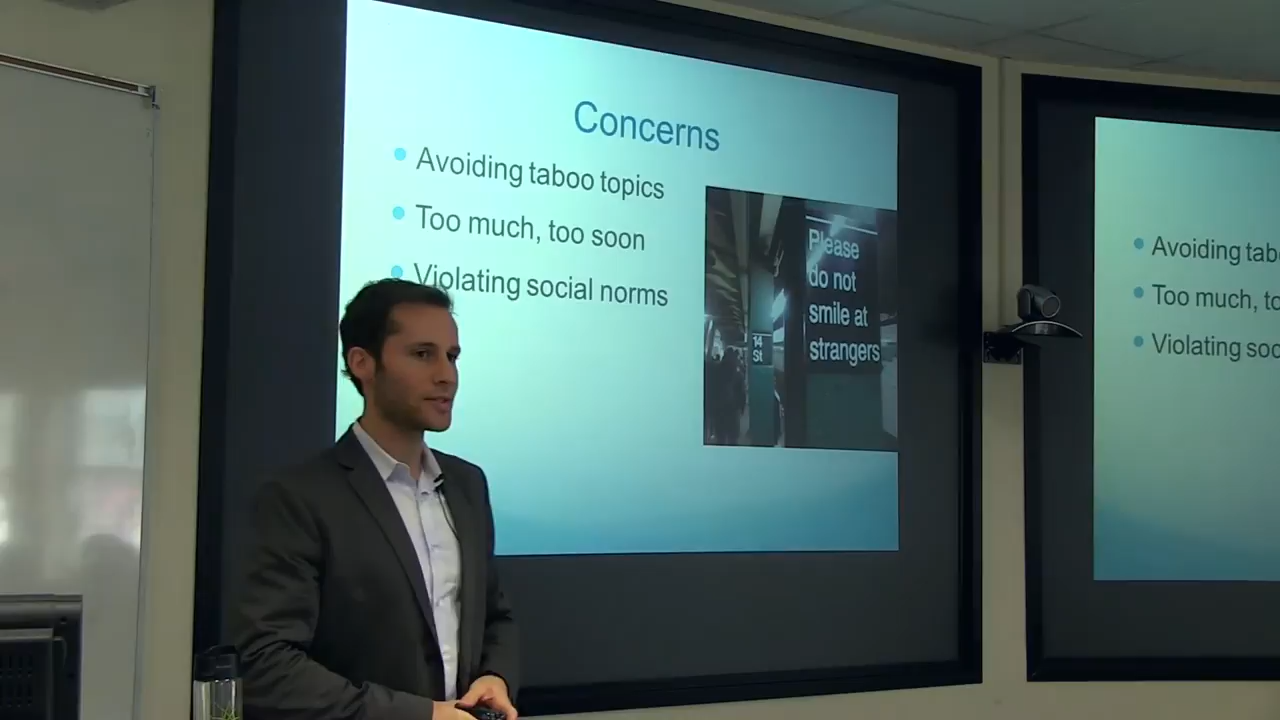 Concerns
Avoiding taboo topics
Too much, too soon
Violating social norms
Please
do not
smile at
strangers
14
St
Avoiding tab
Too much, to
Violating soc